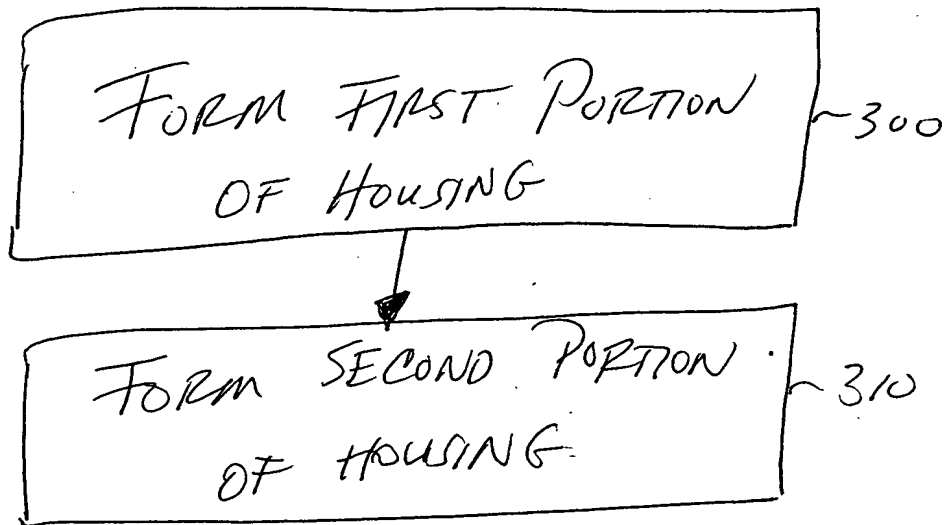 FORM FIRST PORTION
OF HOUSING
~300
FORM SECOND PORTION
OF HOUSING
~310